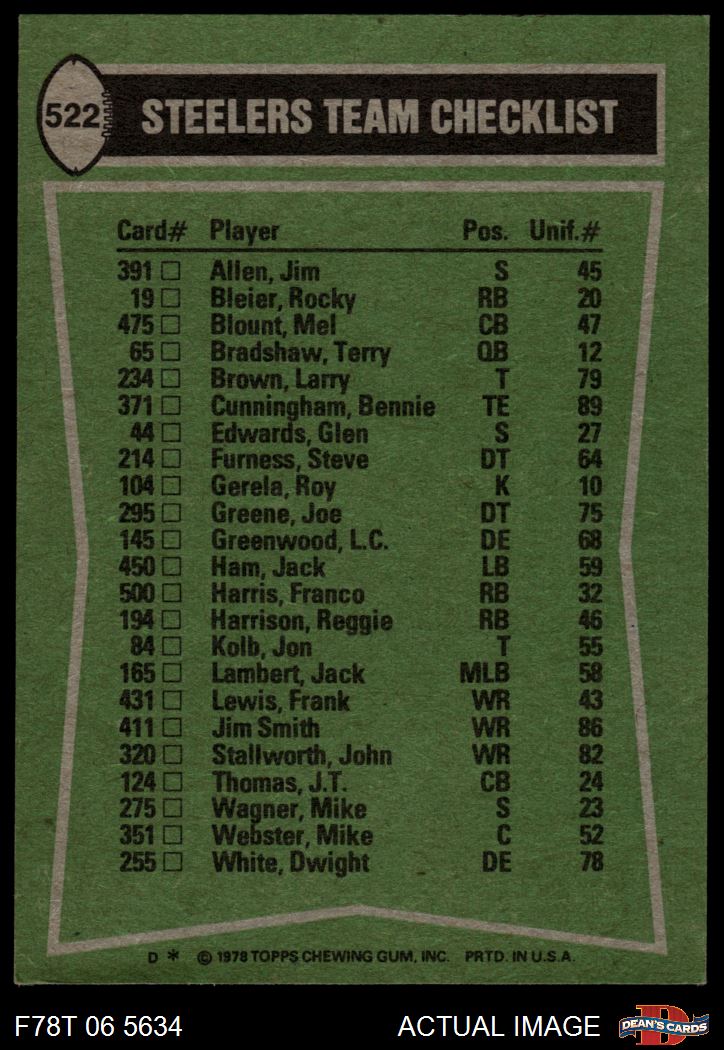 522 STEELERS TEAM CHECKLIST
Card# Player Pos. Unif.#
391 Allen, Jim S 45
19 Bleier, Rocky RB 20
475 Blount, Mel CB 47
65 Bradshaw, Terry QB 12
234 Brown, Larry T 79
371 Cunningham, Bennie TE 89
44 Edwards, Glen S 27
214 Furness, Steve DT 64
104 Gerela, Roy K 10
295 Greene, Joe DT 75
145 Greenwood, L.C. DE 68
450 Ham, Jack LB 59
500 Harris, Franco RB 32
194 Harrison, Reggie RB 46
84 Kolb, Jon T 55
165 Lambert, Jack MLB 58
431 Lewis, Frank WR 43
411 Jim Smith WR 86
320 Stallworth, John WR 82
124 Thomas, J.T. CB 24
275 Wagner, Mike S 23
351 Webster, Mike C 52
255 White, Dwight DE 78
D * © 1978 TOPPS CHEWING GUM, INC. PRTD. IN U.S.A.
F78T 06 5634 ACTUAL IMAGE D DEAN'S CARDS